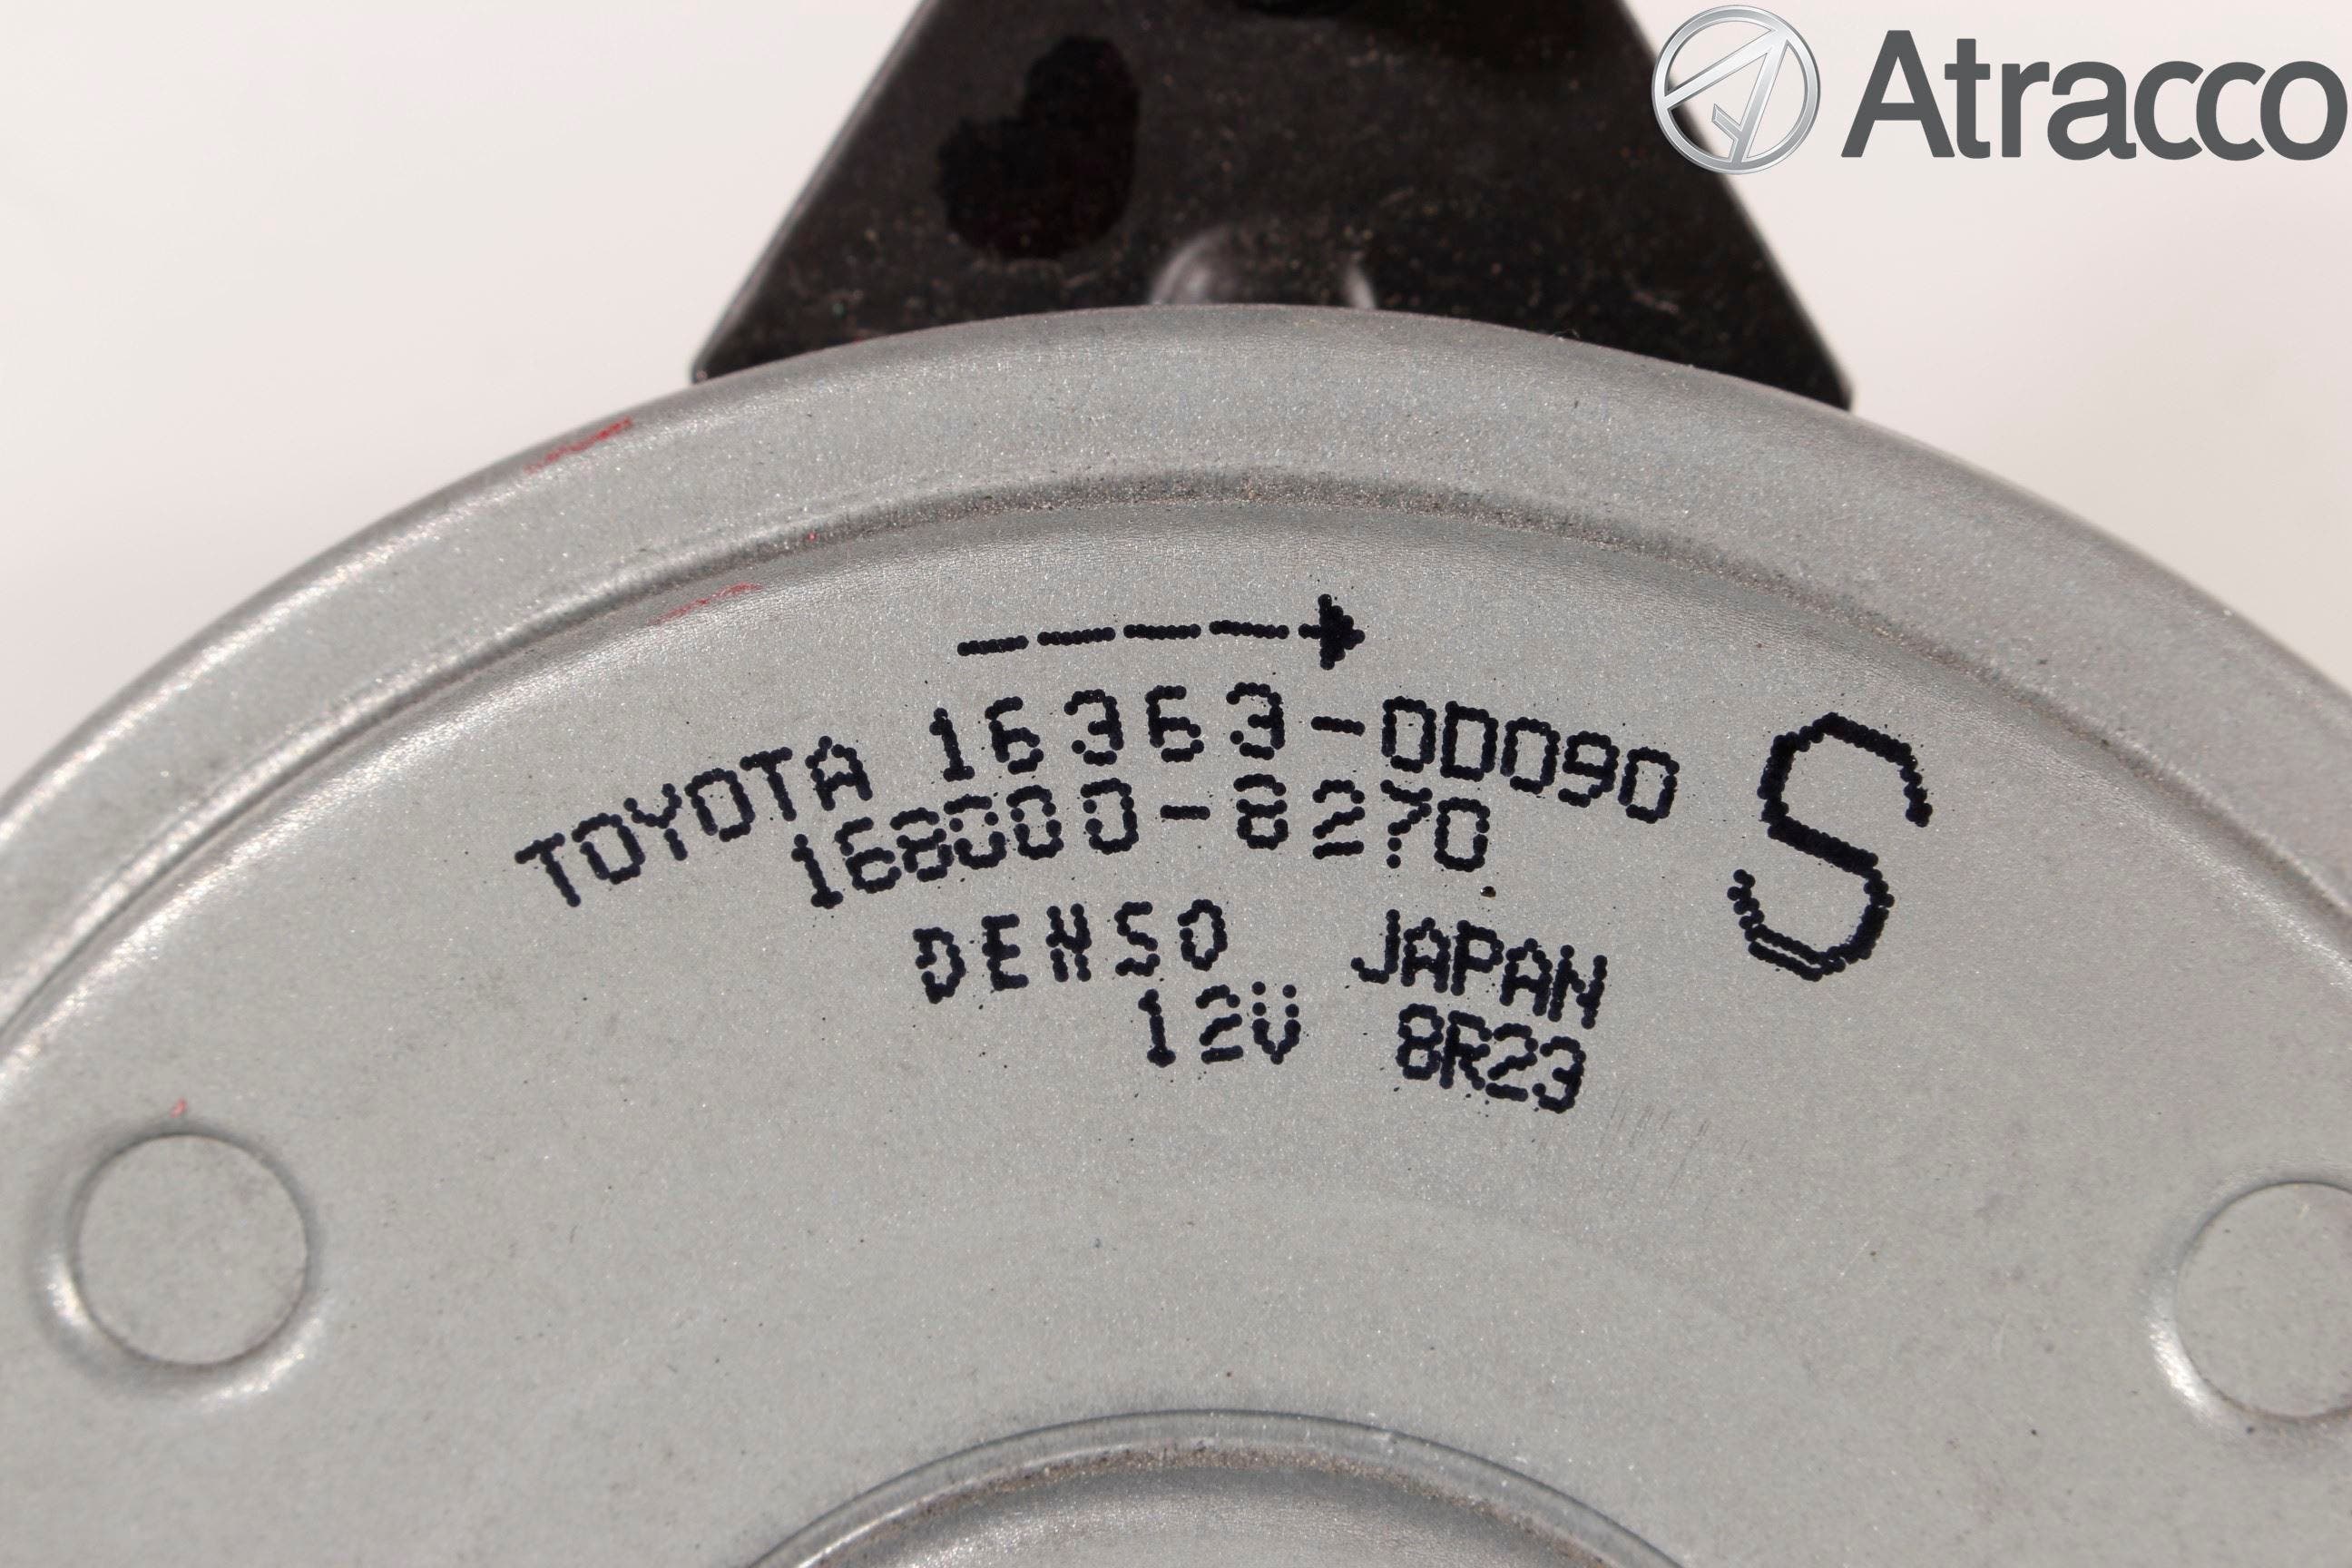 Atracco
TOYOTA 16363-0D090
S
168000-8270
DENSO JAPAN
12V 8R23